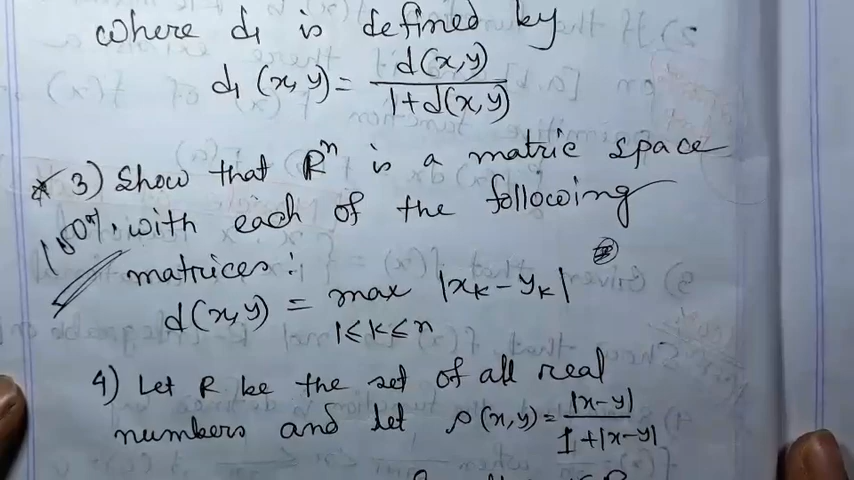 where d₁ is defined by
d₁ (x, y) = d(x, y) / 1+d(x, y)
* 3) Show that Rⁿ is a matric space
100% with each of the following
matrices:
d(x, y) = max |xₖ - yₖ|
1≤k≤n
4) Let R be the set of all real
numbers and let ρ(x, y) = |x-y| / 1+|x-y|